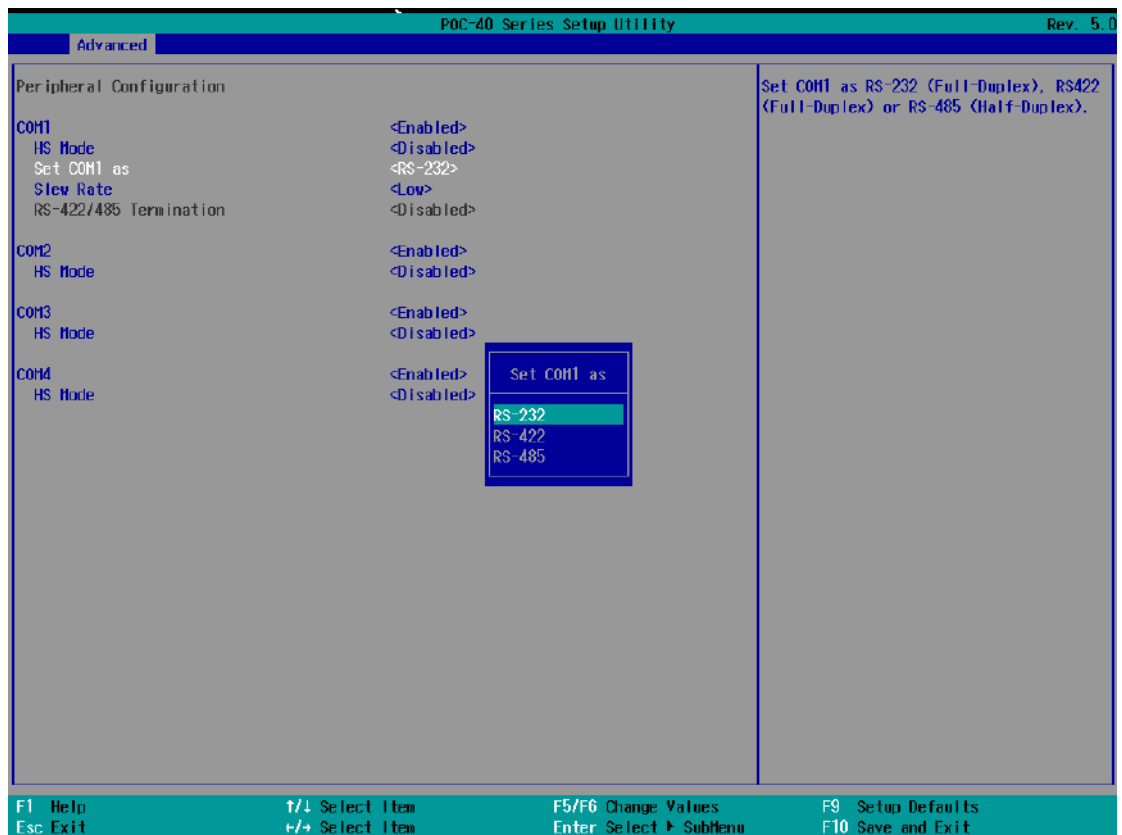 POC-40 Series Setup Utility Rev. 5.0
Advanced
Peripheral Configuration
COM1 <Enabled>
HS Mode <Disabled>
Set COM1 as <RS-232>
Slew Rate <Low>
RS-422/485 Termination <Disabled>
COM2 <Enabled>
HS Mode <Disabled>
COM3 <Enabled>
HS Mode <Disabled>
COM4 <Enabled>
HS Mode <Disabled>
Set COM1 as
RS-232
RS-422
RS-485
Set COM1 as RS-232 (Full-Duplex), RS422
(Full-Duplex) or RS-485 (Half-Duplex).
F1 Help ↑/↓ Select Item F5/F6 Change Values F9 Setup Defaults
Esc Exit ←/→ Select Item Enter Select ▶ SubMenu F10 Save and Exit